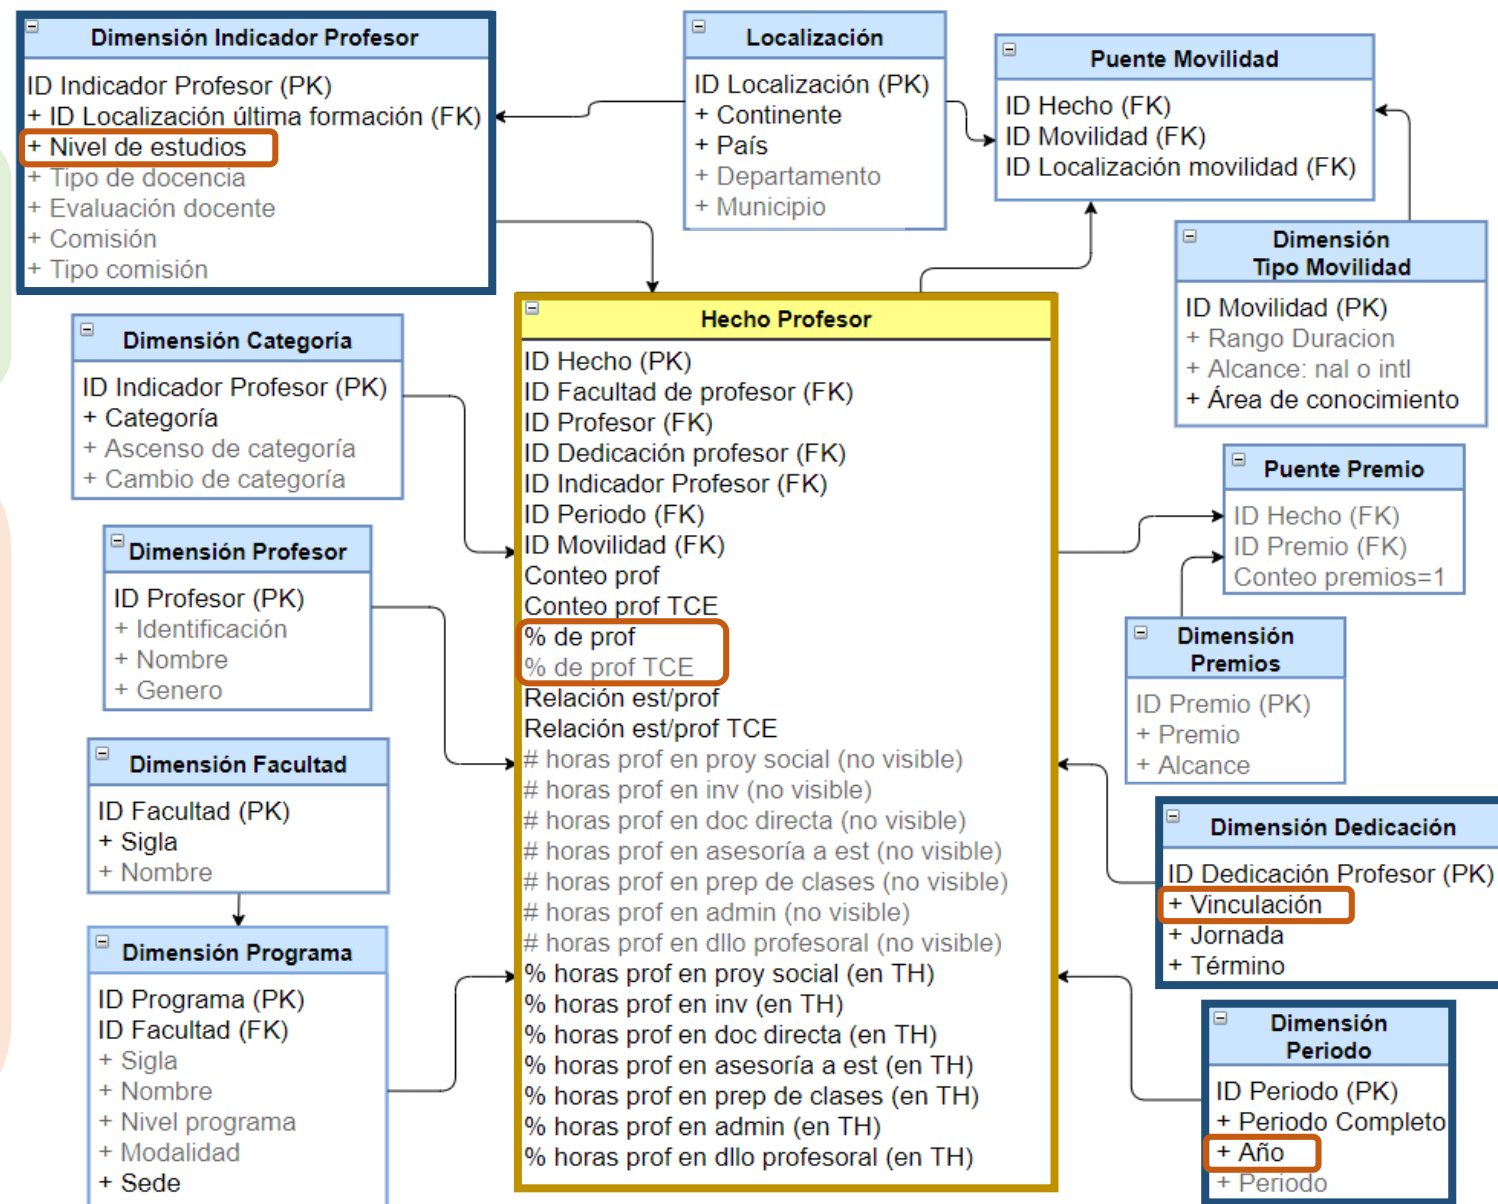 Dimensión Indicador Profesor
ID Indicador Profesor (PK)
+ ID Localización última formación (FK)
+ Nivel de estudios
+ Tipo de docencia
+ Evaluación docente
+ Comisión
+ Tipo comisión
Localización
ID Localización (PK)
+ Continente
+ País
+ Departamento
+ Municipio
Puente Movilidad
ID Hecho (FK)
ID Movilidad (FK)
ID Localización movilidad (FK)
Dimensión
Tipo Movilidad
ID Movilidad (PK)
+ Rango Duracion
+ Alcance: nal o intl
+ Área de conocimiento
Dimensión Categoría
ID Indicador Profesor (PK)
+ Categoría
+ Ascenso de categoría
+ Cambio de categoría
Dimensión Profesor
ID Profesor (PK)
+ Identificación
+ Nombre
+ Genero
Dimensión Facultad
ID Facultad (PK)
+ Sigla
+ Nombre
Dimensión Programa
ID Programa (PK)
ID Facultad (FK)
+ Sigla
+ Nombre
+ Nivel programa
+ Modalidad
+ Sede
Hecho Profesor
ID Hecho (PK)
ID Facultad de profesor (FK)
ID Profesor (FK)
ID Dedicación profesor (FK)
ID Indicador Profesor (FK)
ID Periodo (FK)
ID Movilidad (FK)
Conteo prof
Conteo prof TCE
% de prof
% de prof TCE
Relación est/prof
Relación est/prof TCE
# horas prof en proy social (no visible)
# horas prof en inv (no visible)
# horas prof en doc directa (no visible)
# horas prof en asesoría a est (no visible)
# horas prof en prep de clases (no visible)
# horas prof en admin (no visible)
# horas prof en dllo profesoral (no visible)
% horas prof en proy social (en TH)
% horas prof en inv (en TH)
% horas prof en doc directa (en TH)
% horas prof en asesoría a est (en TH)
% horas prof en prep de clases (en TH)
% horas prof en admin (en TH)
% horas prof en dllo profesoral (en TH)
Puente Premio
ID Hecho (FK)
ID Premio (FK)
Conteo premios=1
Dimensión
Premios
ID Premio (PK)
+ Premio
+ Alcance
Dimensión Dedicación
ID Dedicación Profesor (PK)
+ Vinculación
+ Jornada
+ Término
Dimensión
Periodo
ID Periodo (PK)
+ Periodo Completo
+ Año
+ Periodo